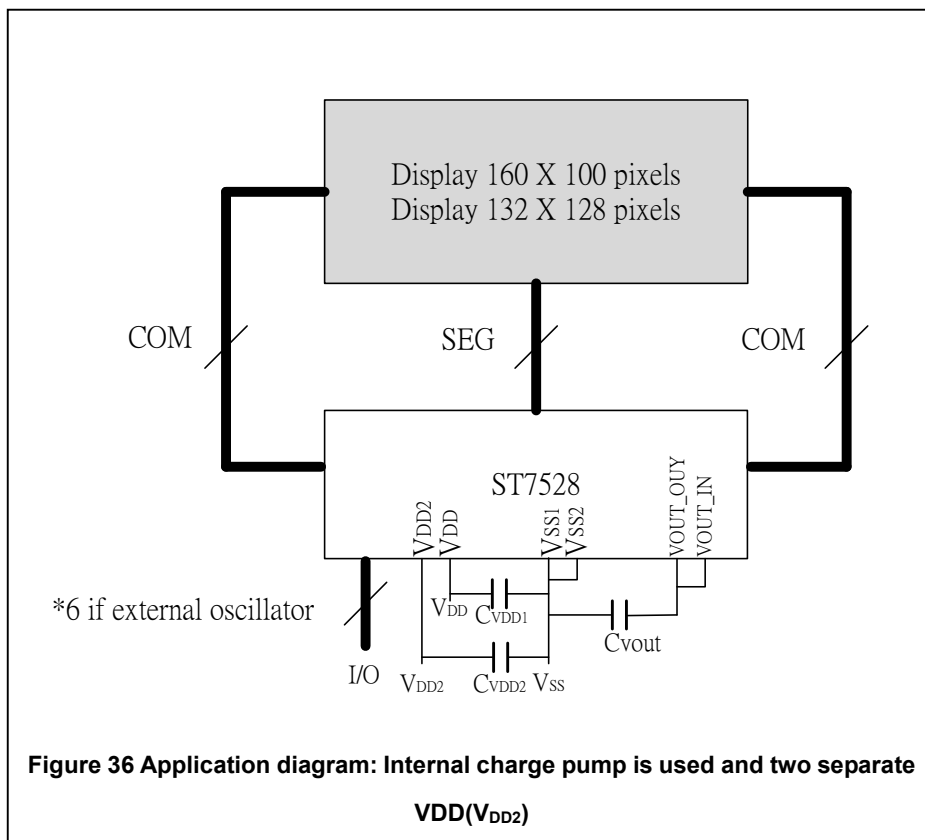 Display 160 X 100 pixels
Display 132 X 128 pixels
COM
SEG
COM
ST7528
VDD2
VDD
VSS1
VSS2
VOUT_OUY
VOUT_IN
*6 if external oscillator
I/O
VDD
CVDD1
Cvout
VDD2
CVDD2
VSS
Figure 36 Application diagram: Internal charge pump is used and two separate
VDD(VDD2)